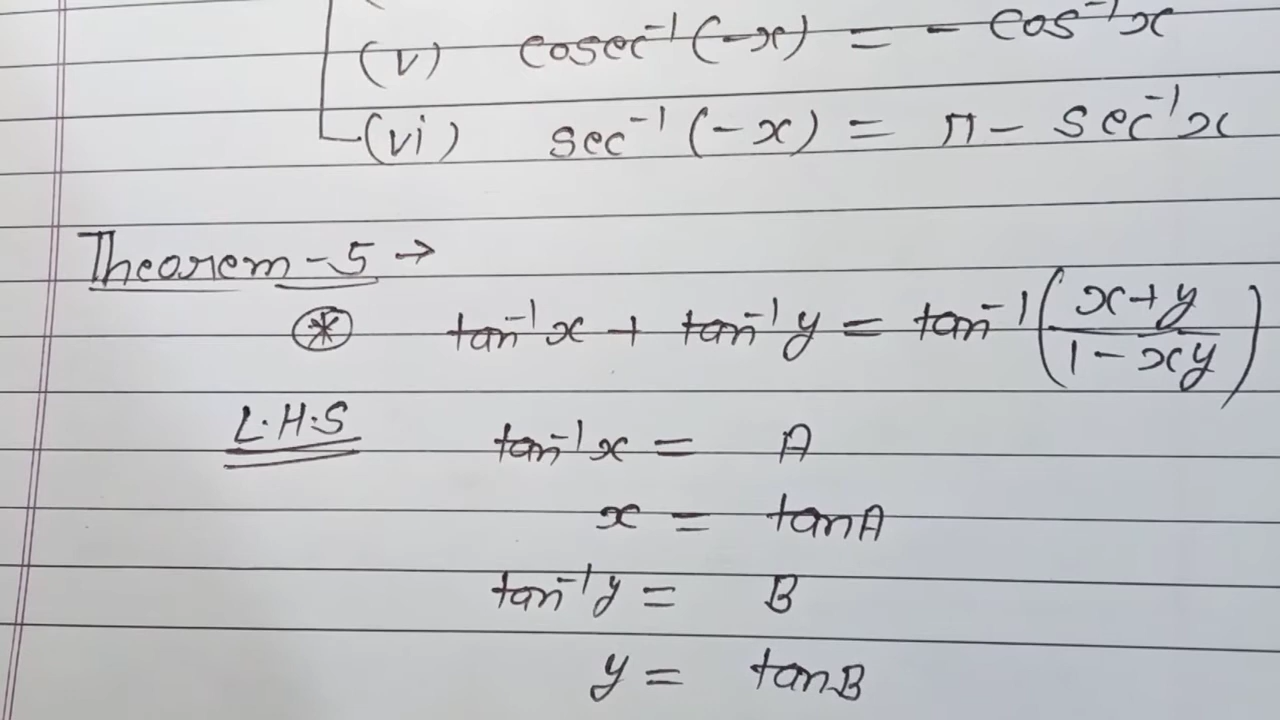 (v) cosec⁻¹(-x) = - cos⁻¹x
(vi) sec⁻¹(-x) = π - sec⁻¹x
Theorem-5 →
⊛ tan⁻¹x + tan⁻¹y = tan⁻¹((x+y)/(1-xy))
L.H.S tan⁻¹x = A
x = tanA
tan⁻¹y = B
y = tanB